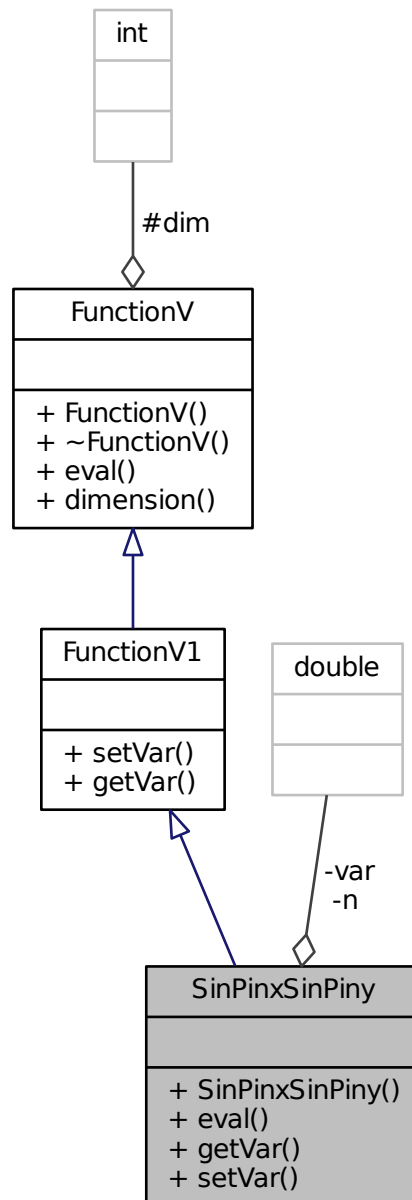 int
#dim
FunctionV
+ FunctionV()
+ ~FunctionV()
+ eval()
+ dimension()
FunctionV1
+ setVar()
+ getVar()
double
-var
-n
SinPinxSinPiny
+ SinPinxSinPiny()
+ eval()
+ getVar()
+ setVar()